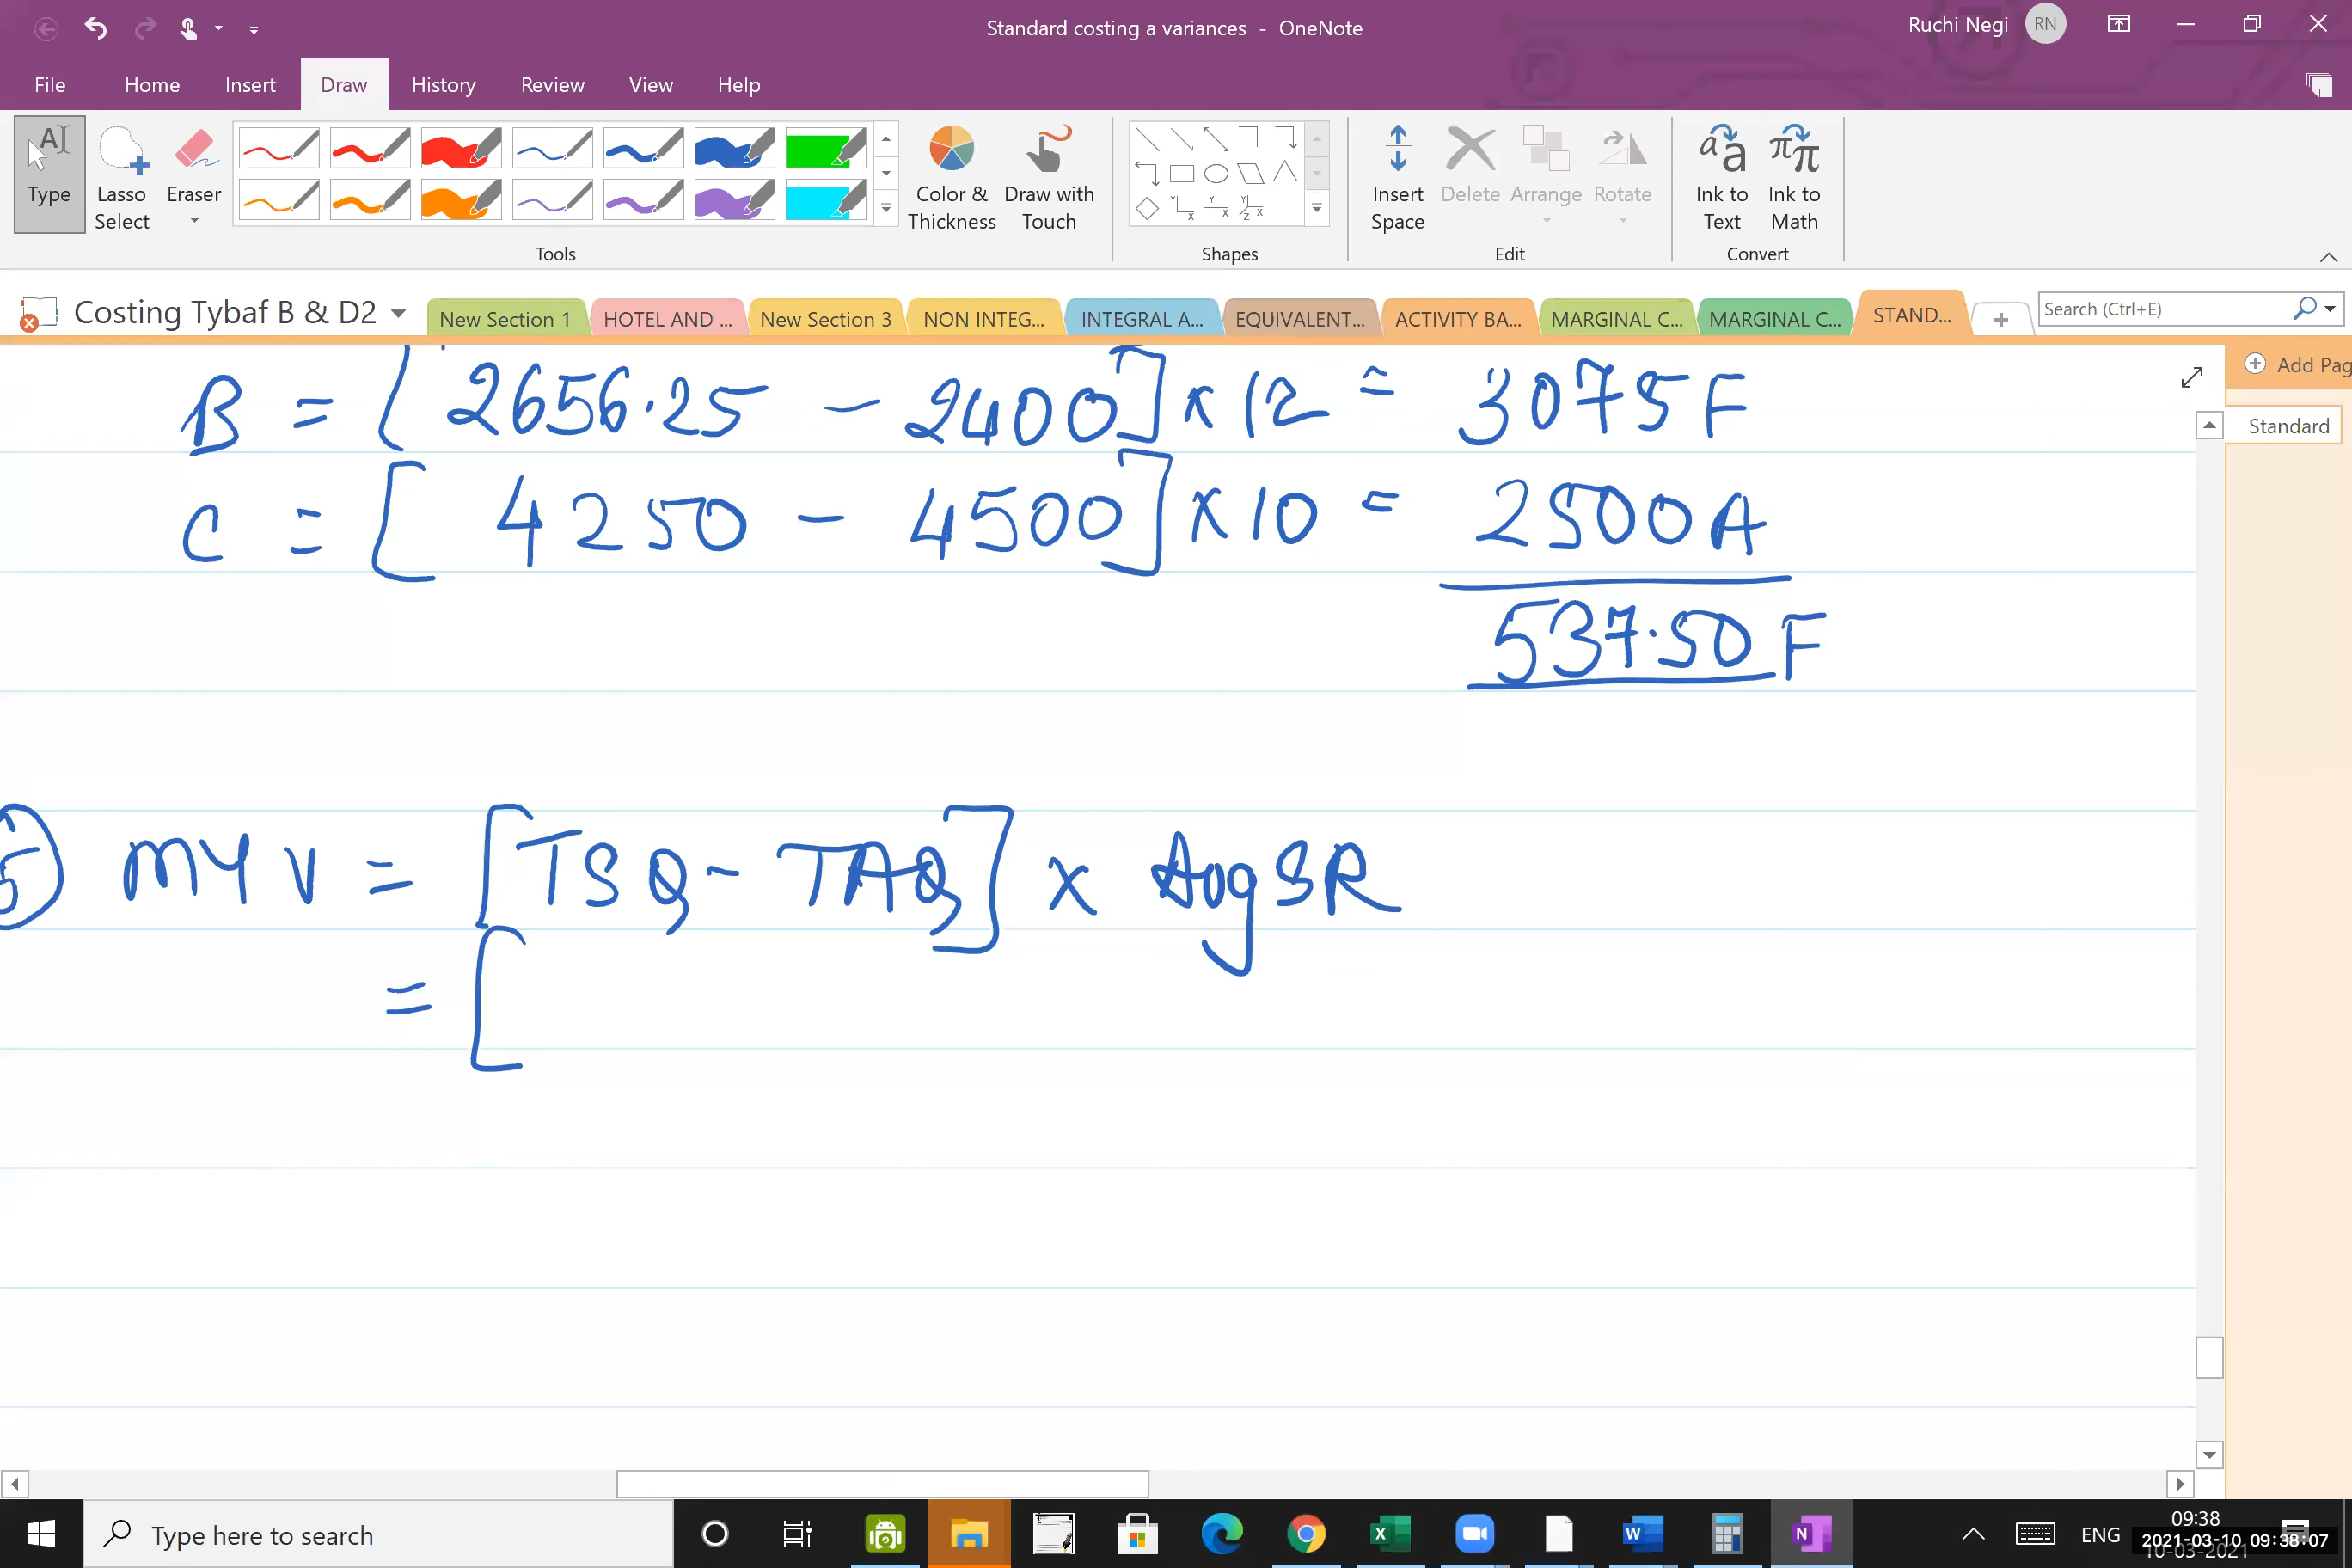 Standard costing a variances - OneNote
Ruchi Negi RN
File Home Insert Draw History Review View Help
Type
Lasso Select
Eraser
Color & Thickness
Draw with Touch
Insert Space
Delete
Arrange
Rotate
Ink to Text
Ink to Math
Tools
Shapes
Edit
Convert
Costing Tybaf B & D2
New Section 1 HOTEL AND ... New Section 3 NON INTEG... INTEGRAL A... EQUIVALENT... ACTIVITY BA... MARGINAL C... MARGINAL C... STAND... +
Search (Ctrl+E)
Add Pag
Standard
B = [ 2656.25 - 2400 ] x 12 = 3075 F
C = [ 4250 - 4500 ] x 10 = 2500 A
537.50 F
5 MYV = [TSQ - TAQ] x Avg SR
= [
Type here to search
ENG
09:38
2021-03-10 09:38:07
10-03-2021